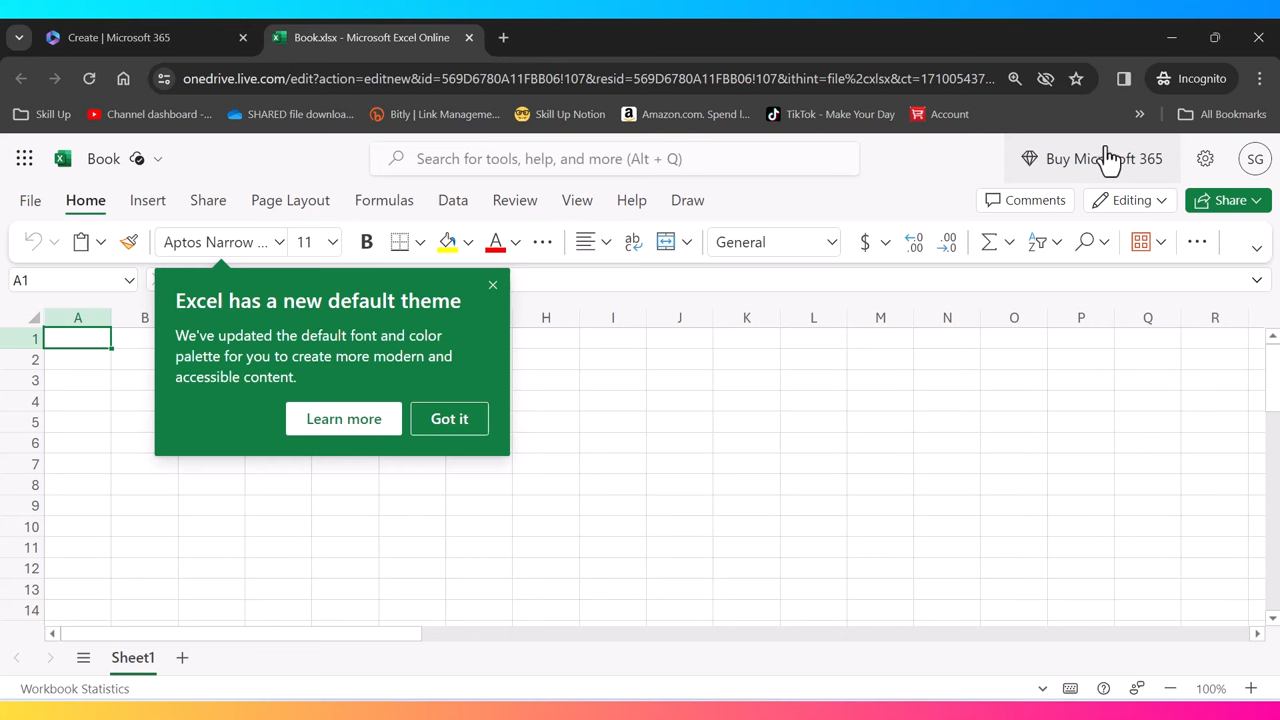 Create | Microsoft 365
Book.xlsx - Microsoft Excel Online
onedrive.live.com/edit?action=editnew&id=569D6780A11FBB06!107&resid=569D6780A11FBB06!107&ithint=file%2cxlsx&ct=171005437...
Incognito
Skill Up
Channel dashboard -...
SHARED file downloa...
Bitly | Link Manageme...
Skill Up Notion
Amazon.com. Spend l...
TikTok - Make Your Day
Account
»
All Bookmarks
Book
Search for tools, help, and more (Alt + Q)
Buy Microsoft 365
SG
File Home Insert Share Page Layout Formulas Data Review View Help Draw
Comments
Editing
Share
Aptos Narrow ...
11
B
A
ab
General
$
.00
.00
A1
Excel has a new default theme
We've updated the default font and color
palette for you to create more modern and
accessible content.
Learn more
Got it
A B H I J K L M N O P Q R
1
2
3
4
5
6
7
8
9
10
11
12
13
14
Sheet1
Workbook Statistics
100%